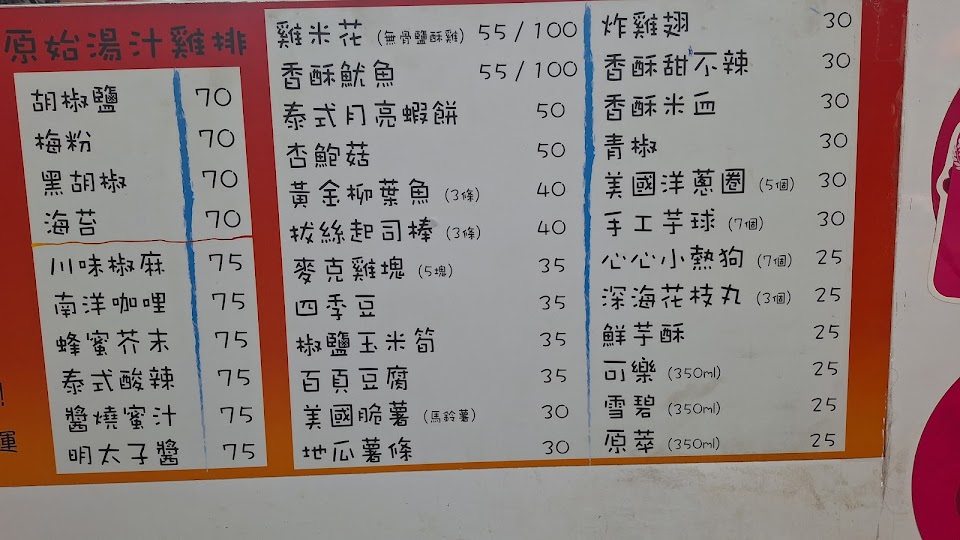 原始湯汁雞排
胡椒鹽 70
梅粉 70
黑胡椒 70
海苔 70
川味椒麻 75
南洋咖哩 75
蜂蜜芥末 75
泰式酸辣 75
醬燒蜜汁 75
明太子醬 75
雞米花 (無骨鹽酥雞) 55/100
香酥魷魚 55/100
泰式月亮蝦餅 50
杏鮑菇 50
黃金柳葉魚 (3條) 40
拔絲起司棒 (3條) 40
麥克雞塊 (5塊) 35
四季豆 35
椒鹽玉米筍 35
百頁豆腐 35
美國脆薯 (馬鈴薯) 30
地瓜薯條 30
炸雞翅 30
香酥甜不辣 30
香酥米血 30
青椒 30
美國洋蔥圈 (5個) 30
手工芋球 (7個) 30
心心小熱狗 (7個) 25
深海花枝丸 (3個) 25
鮮芋酥 25
可樂 (350ml) 25
雪碧 (350ml) 25
原萃 (350ml) 25
!
運